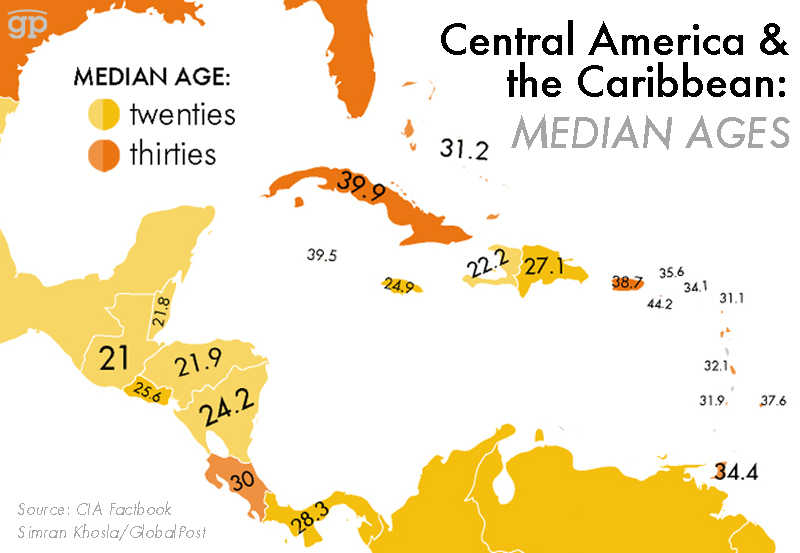 gp
Central America &
the Caribbean:
MEDIAN AGES
MEDIAN AGE:
twenties
thirties
31.2
39.9
39.5
22.2
27.1
24.9
38.7
35.6
34.1
44.2
31.1
21.8
21
21.9
25.6
24.2
32.1
31.9
37.6
30
28.3
34.4
Source: CIA Factbook
Simran Khosla/GlobalPost